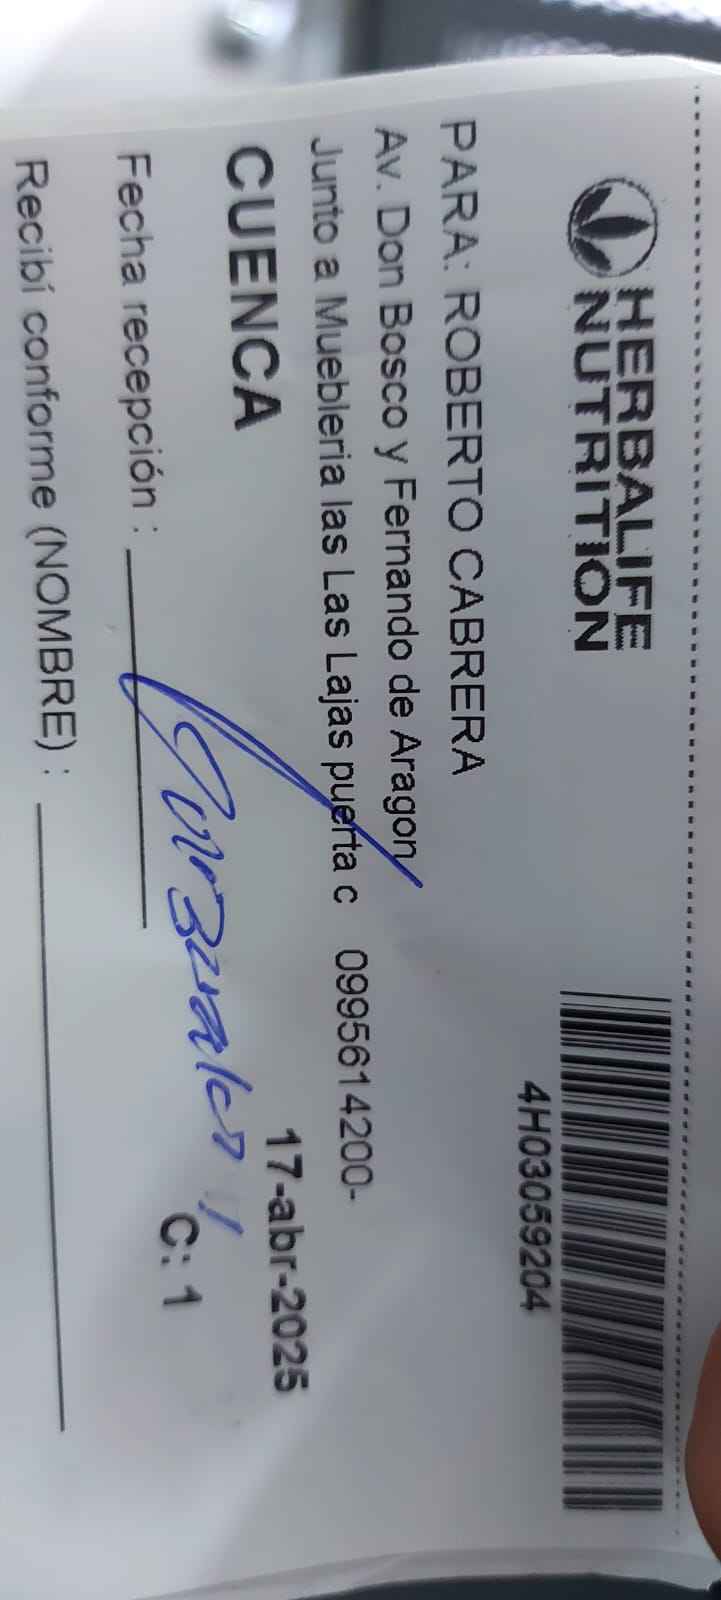 HERBALIFE
NUTRITION
4H03059204
PARA: ROBERTO CABRERA
Av. Don Bosco y Fernando de Aragon
Junto a Muebleria las Las Lajas puerta c 0995614200-
CUENCA 17-abr-2025
C: 1
Fecha recepción :
Recibí conforme (NOMBRE) :